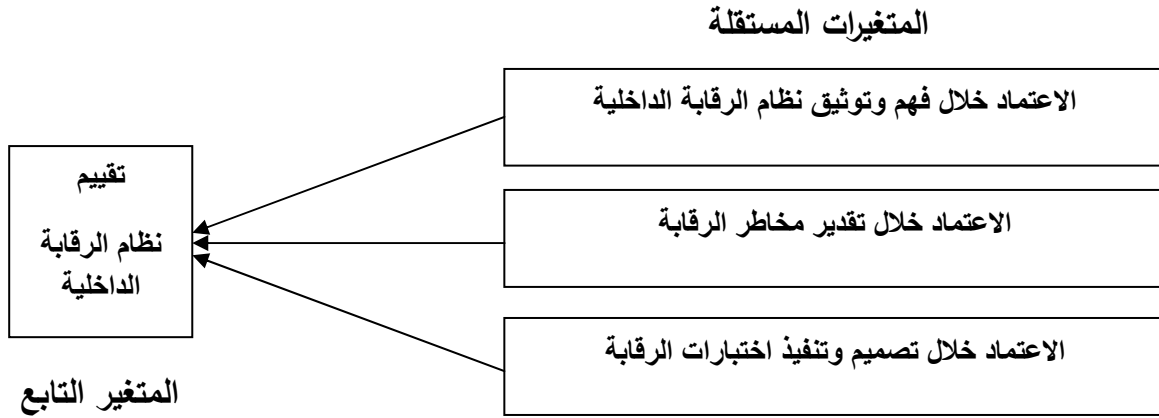 المتغيرات المستقلة
الاعتماد خلال فهم وتوثيق نظام الرقابة الداخلية
الاعتماد خلال تقدير مخاطر الرقابة
الاعتماد خلال تصميم وتنفيذ اختبارات الرقابة
تقييم
نظام الرقابة
الداخلية
المتغير التابع